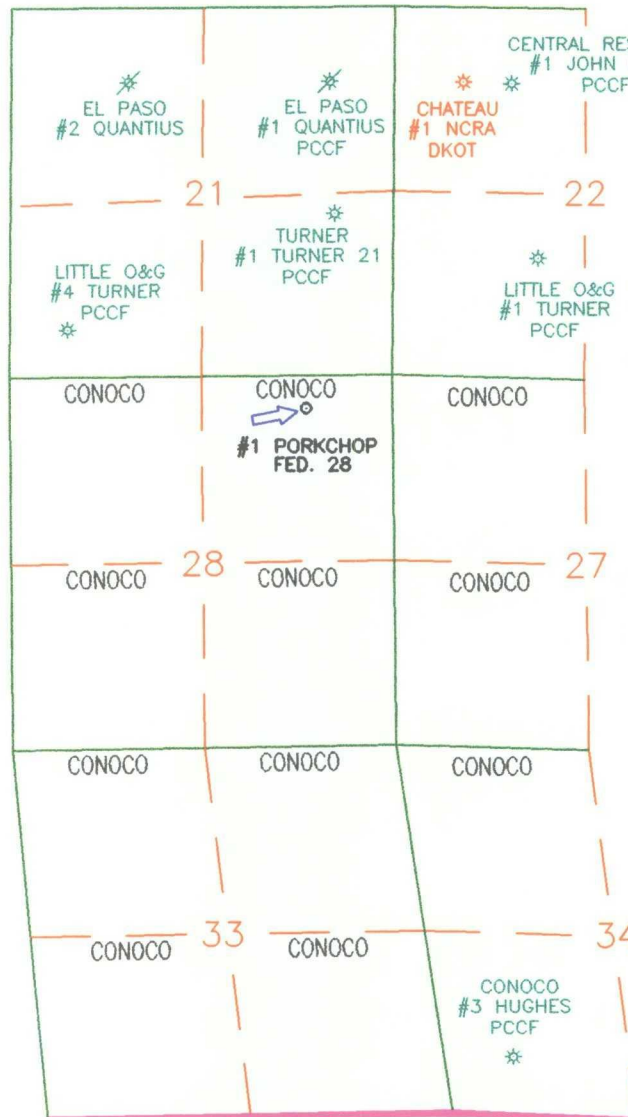 CENTRAL RES
#1 JOHN
PCCF
EL PASO
#2 QUANTIUS
EL PASO
#1 QUANTIUS
PCCF
CHATEAU
#1 NCRA
DKOT
21
22
TURNER
#1 TURNER 21
PCCF
LITTLE O&G
#4 TURNER
PCCF
LITTLE O&G
#1 TURNER
PCCF
CONOCO
CONOCO
CONOCO
#1 PORKCHOP
FED. 28
28
27
CONOCO
CONOCO
CONOCO
CONOCO
CONOCO
CONOCO
33
34
CONOCO
CONOCO
CONOCO
#3 HUGHES
PCCF